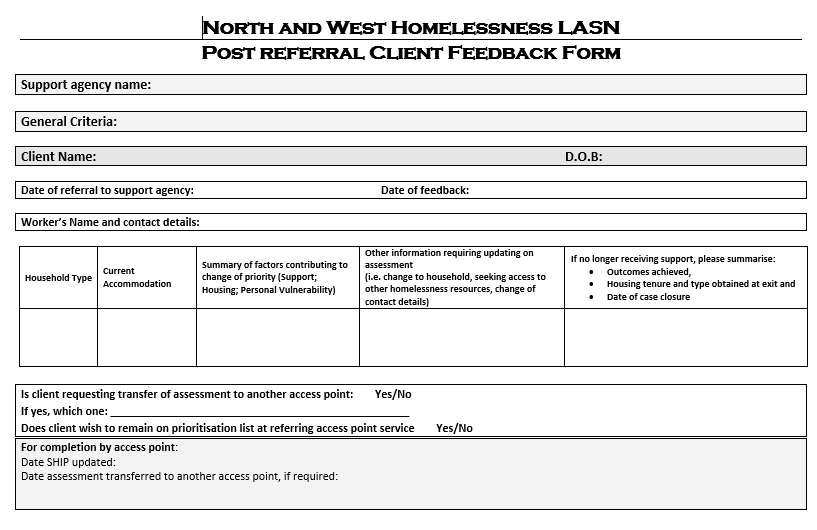 North and West Homelessness LASN
Post referral Client Feedback Form
Support agency name:
General Criteria:
Client Name: D.O.B:
Date of referral to support agency: Date of feedback:
Worker's Name and contact details:
Household Type
Current
Accommodation
Summary of factors contributing to
change of priority (Support;
Housing; Personal Vulnerability)
Other information requiring updating on
assessment
(i.e. change to household, seeking access to
other homelessness resources, change of
contact details)
If no longer receiving support, please summarise:
• Outcomes achieved,
• Housing tenure and type obtained at exit and
• Date of case closure
Is client requesting transfer of assessment to another access point: Yes/No
If yes, which one: ______________________________
Does client wish to remain on prioritisation list at referring access point service Yes/No
For completion by access point:
Date SHIP updated:
Date assessment transferred to another access point, if required: